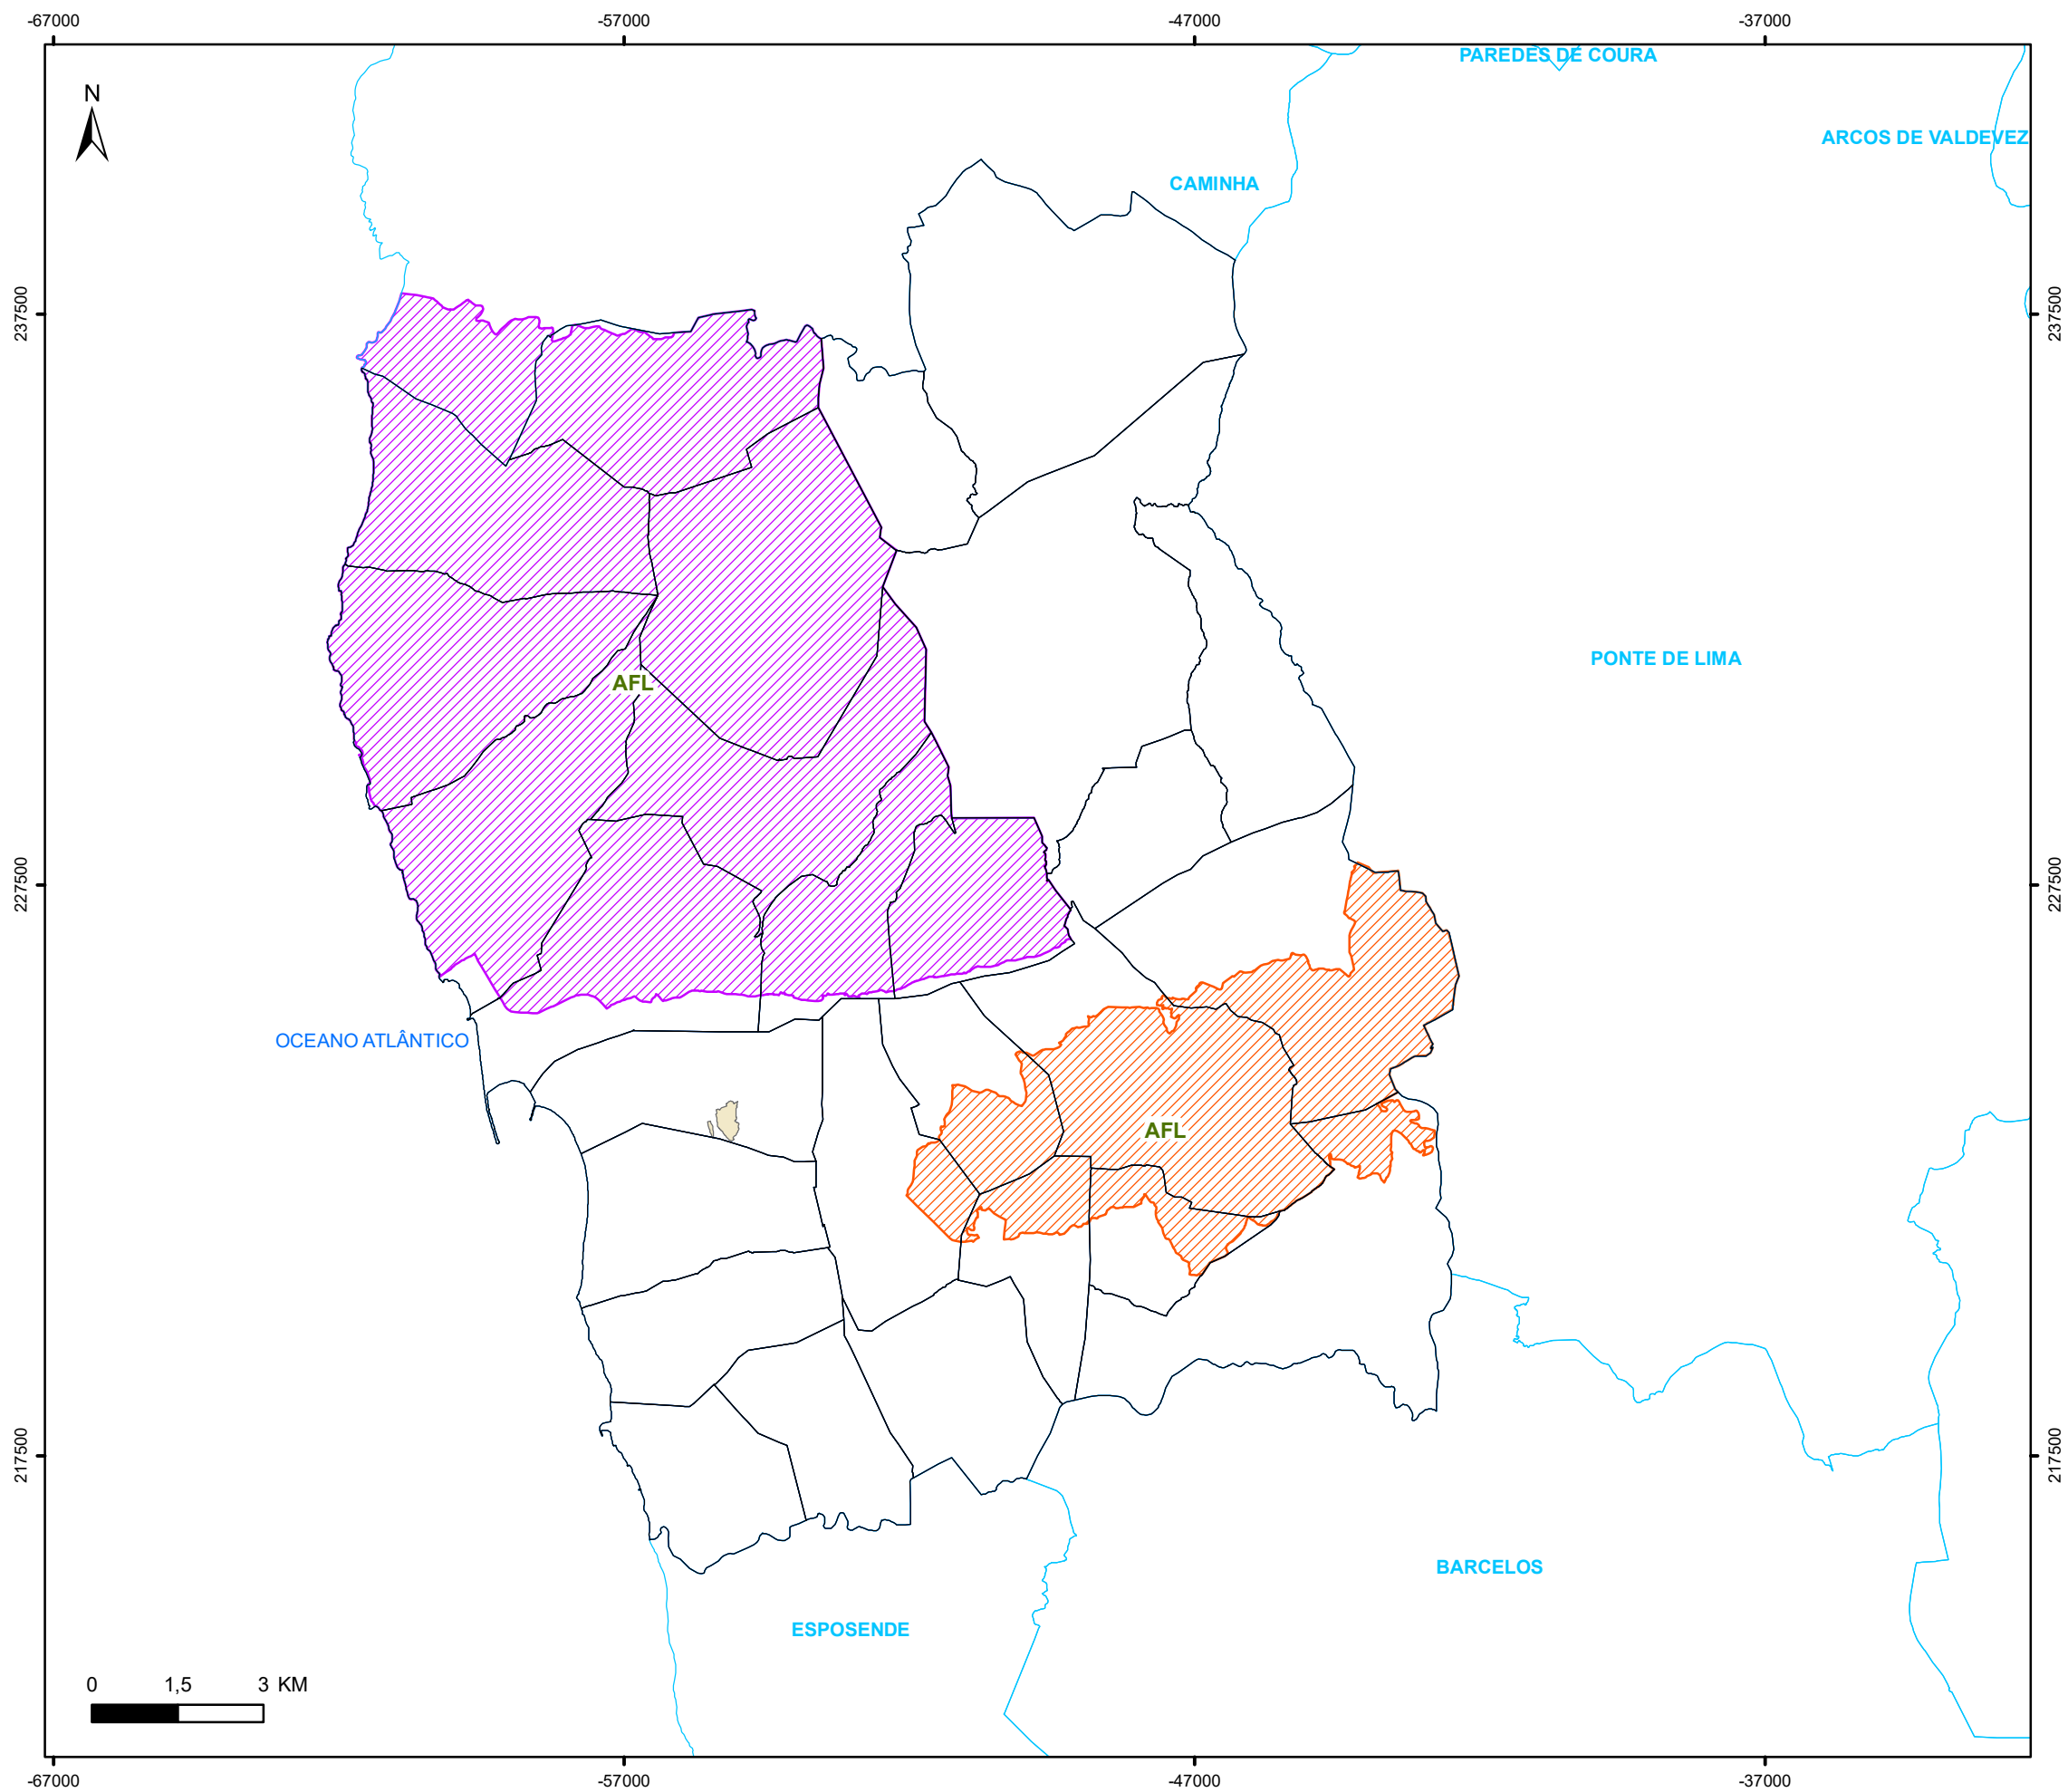 -67000
-57000
-47000
-37000
PAREDES DE COURA
N
ARCOS DE VALDEVEZ
CAMINHA
237500
237500
PONTE DE LIMA
AFL
227500
227500
OCEANO ATLÂNTICO
AFL
217500
217500
BARCELOS
ESPOSENDE
0 1,5 3 KM
-67000
-57000
-47000
-37000